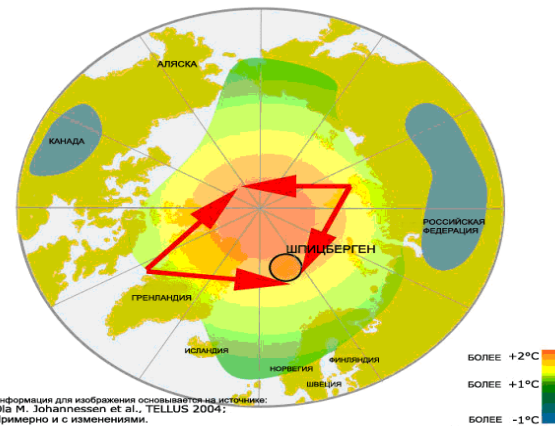 АЛЯСКА
КАНАДА
РОССИЙСКАЯ
ФЕДЕРАЦИЯ
ШПИЦБЕРГЕН
ГРЕНЛАНДИЯ
ИСЛАНДИЯ
НОРВЕГИЯ
ФИНЛЯНДИЯ
ШВЕЦИЯ
БОЛЕЕ +2°C
БОЛЕЕ +1°C
БОЛЕЕ -1°C
нформация для изображения основывается на источнике:
Ola M. Johannessen et al., TELLUS 2004;
Примерно и с изменениями.